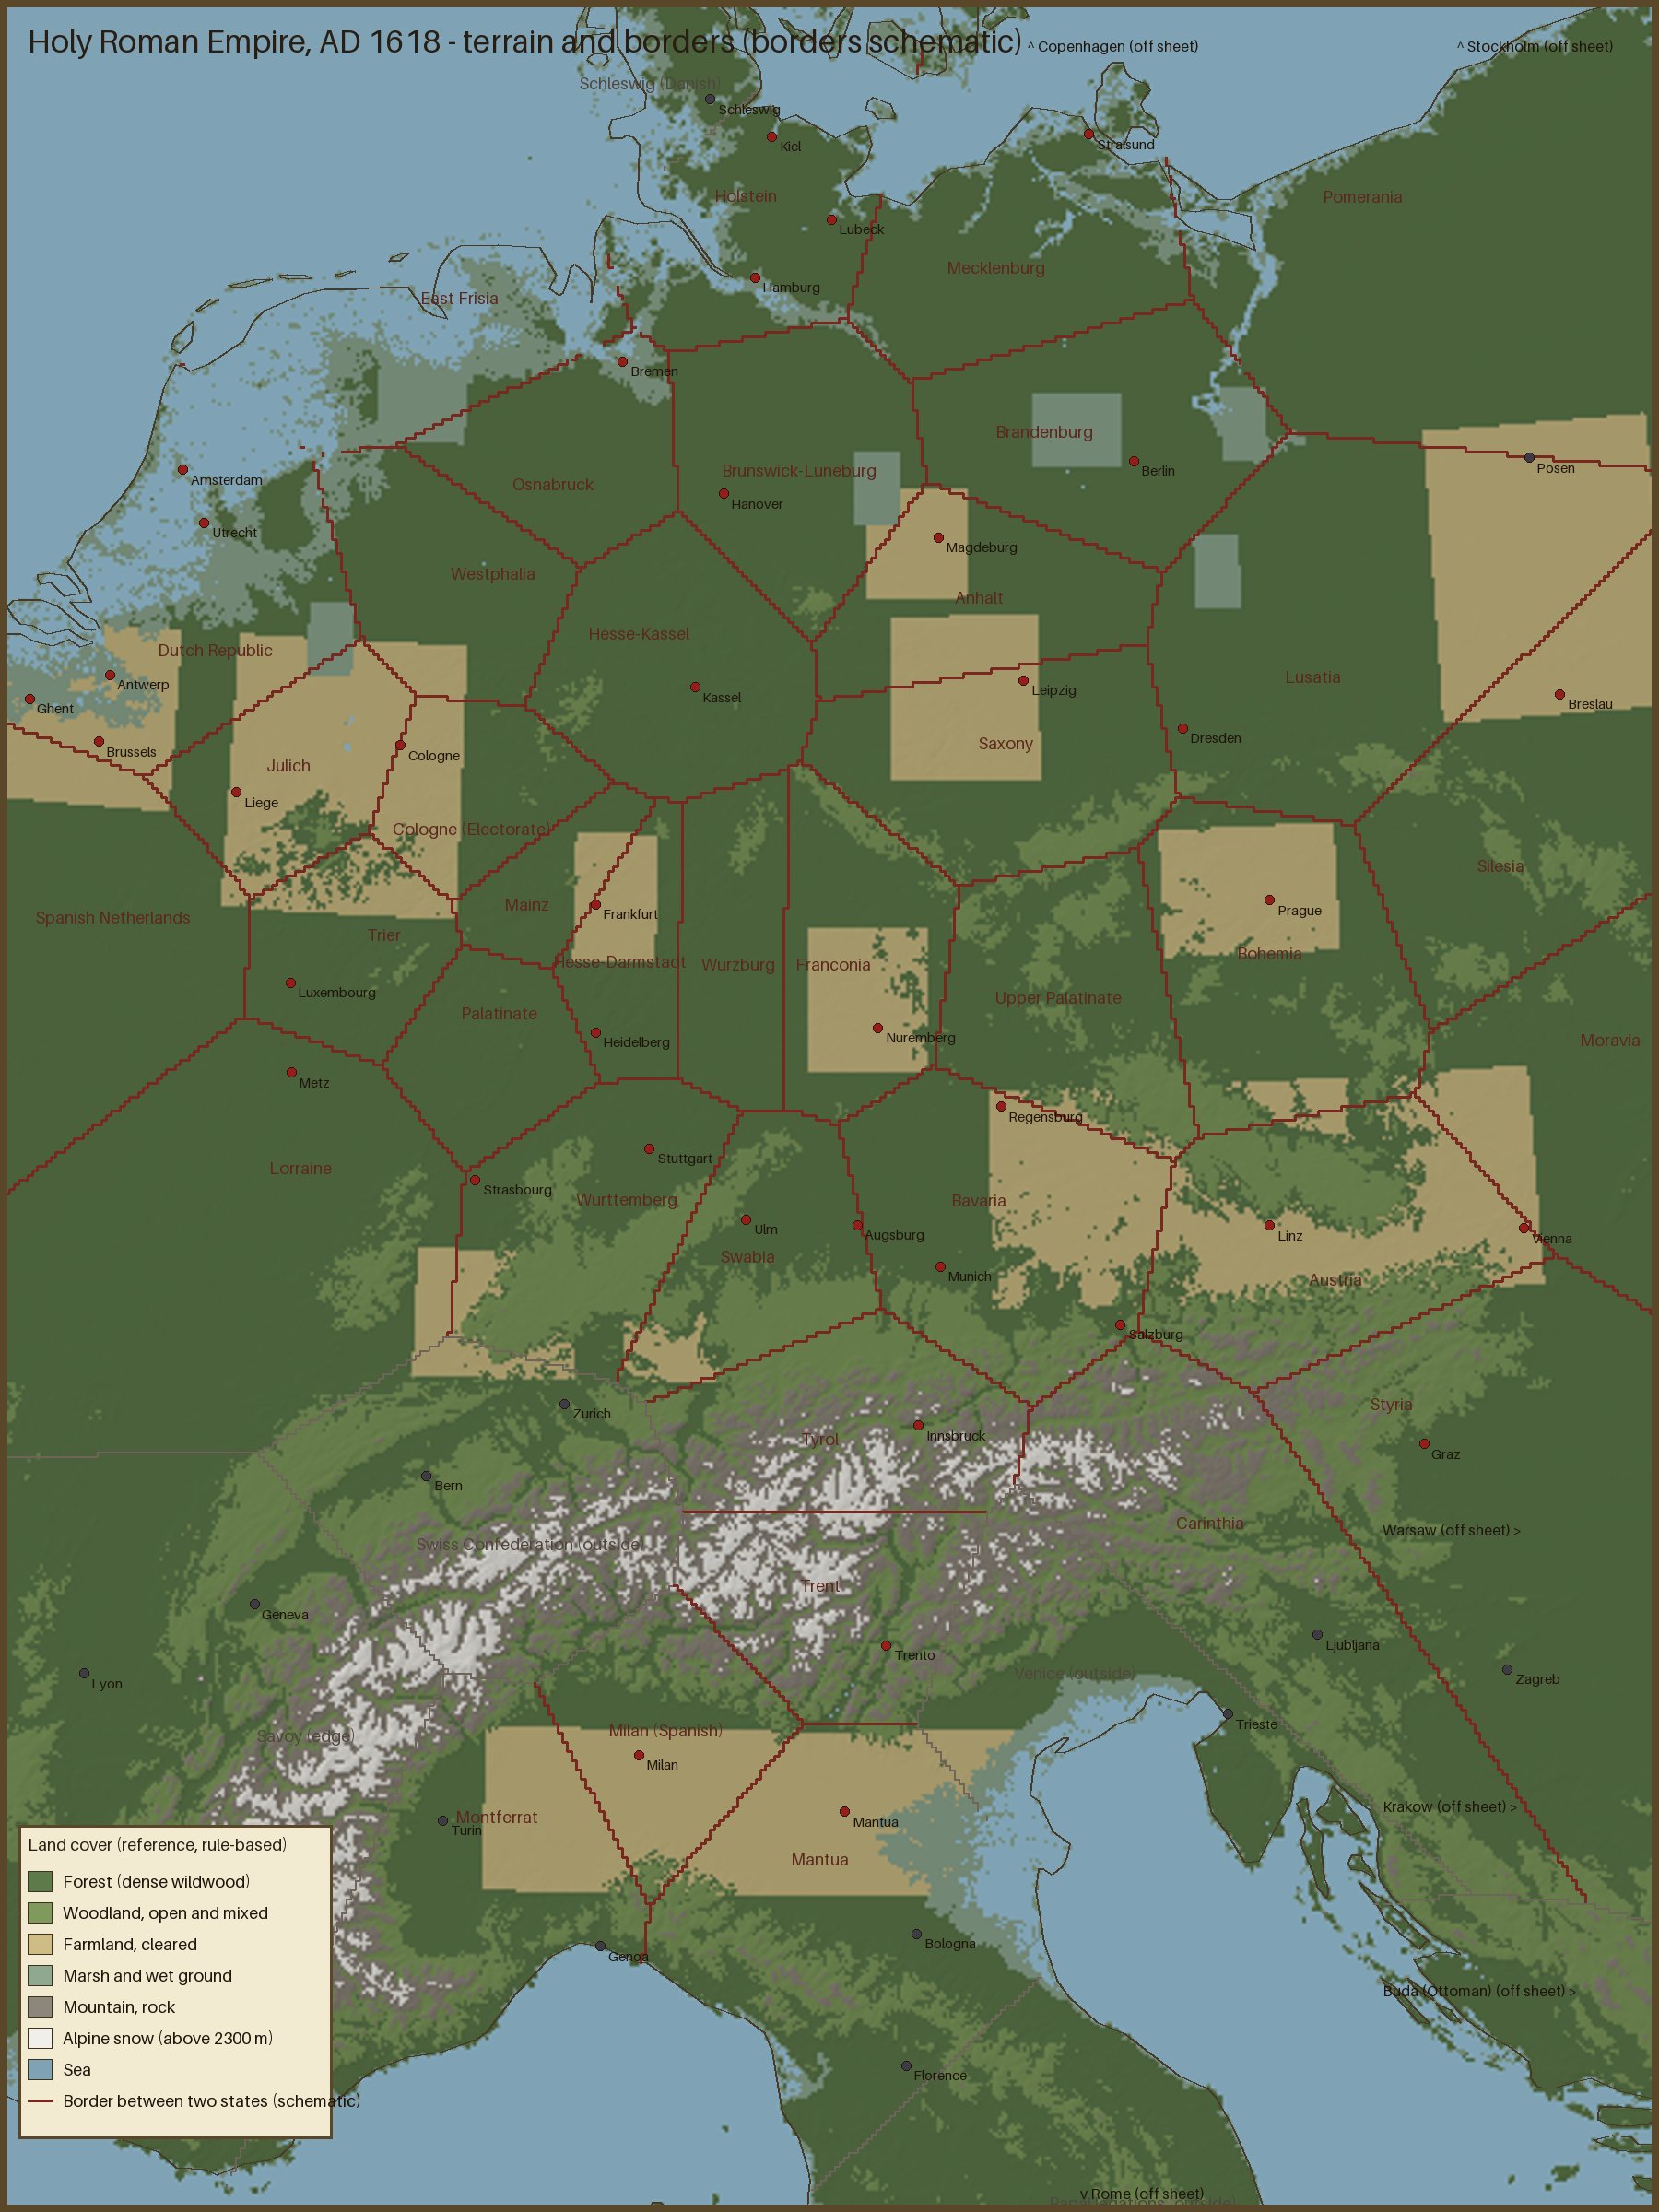 Holy Roman Empire, AD 1618 - terrain and borders (borders schematic)
^ Copenhagen (off sheet)
^ Stockholm (off sheet)
Schleswig (Danish)
Schleswig
Kiel
Stralsund
Holstein
Pomerania
Lubeck
Mecklenburg
Hamburg
East Frisia
Bremen
Brandenburg
Berlin
Posen
Brunswick-Luneburg
Amsterdam
Osnabruck
Hanover
Utrecht
Magdeburg
Westphalia
Anhalt
Hesse-Kassel
Dutch Republic
Antwerp
Lusatia
Leipzig
Kassel
Ghent
Breslau
Brussels
Dresden
Saxony
Cologne
Julich
Liege
Cologne (Electorate)
Silesia
Mainz
Frankfurt
Prague
Spanish Netherlands
Trier
Bohemia
Hesse-Darmstadt
Wurzburg
Franconia
Luxembourg
Upper Palatinate
Palatinate
Nuremberg
Heidelberg
Moravia
Metz
Regensburg
Stuttgart
Lorraine
Strasbourg
Wurttemberg
Bavaria
Ulm
Augsburg
Linz
Vienna
Swabia
Munich
Austria
Salzburg
Styria
Zurich
Tyrol
Innsbruck
Graz
Bern
Carinthia
Warsaw (off sheet) >
Swiss Confederation (outside)
Trent
Geneva
Ljubljana
Trento
Venice (outside)
Zagreb
Lyon
Trieste
Savoy (edge)
Milan (Spanish)
Milan
Krakow (off sheet) >
Montferrat
Turin
Mantua
Mantua
Bologna
Genoa
Buda (Ottoman) (off sheet) >
Florence
v Rome (off sheet)
Land cover (reference, rule-based)
Forest (dense wildwood)
Woodland, open and mixed
Farmland, cleared
Marsh and wet ground
Mountain, rock
Alpine snow (above 2300 m)
Sea
Border between two states (schematic)